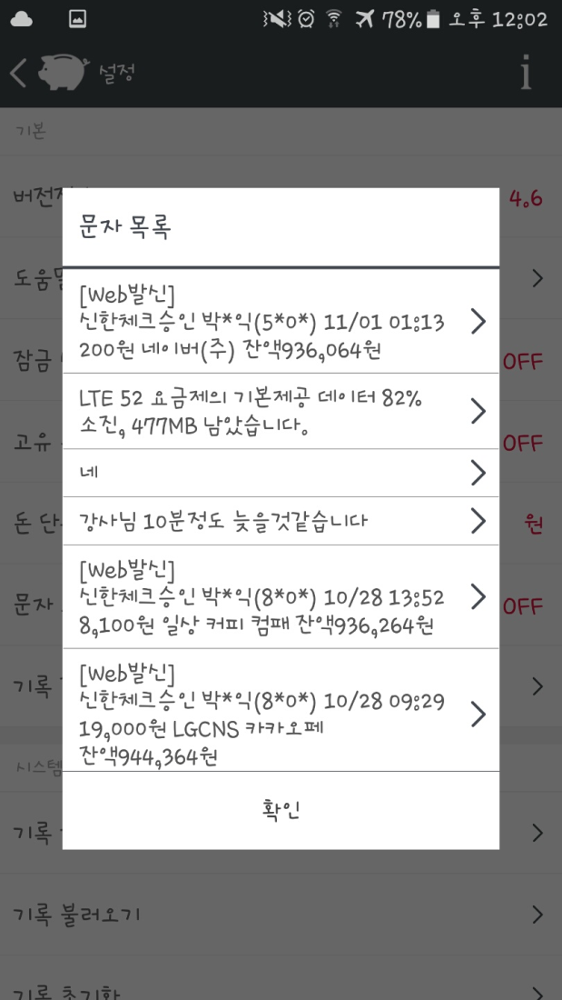 78% 오후 12:02
설정
i
기본
버전
4.6
문자 목록
도움말
[Web발신]
신한체크승인 박*익(5*0*) 11/01 01:13
200원 네이버(주) 잔액936,064원
잠금
OFF
LTE 52 요금제의 기본제공 데이터 82%
소진, 477MB 남았습니다.
고유
OFF
네
강사님 10분정도 늦을것같습니다
돈 단
원
[Web발신]
신한체크승인 박*익(8*0*) 10/28 13:52
8,100원 일상 커피 컴패 잔액936,264원
문자
OFF
[Web발신]
신한체크승인 박*익(8*0*) 10/28 09:29
19,000원 LGCNS 카카오페
잔액944,364원
기록
시스템
확인
기록
기록 불러오기
기록 초기화